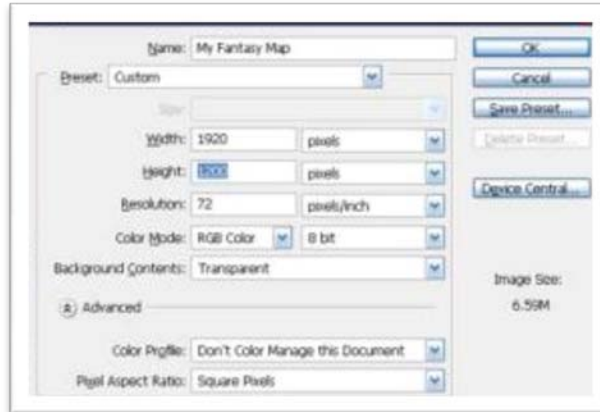 Name: My Fantasy Map
OK
Preset: Custom
Cancel
Size:
Save Preset...
Width: 1920 pixels
Delete Preset...
Height: 1200 pixels
Resolution: 72 pixels/inch
Device Central...
Color Mode: RGB Color 8 bit
Background Contents: Transparent
Image Size:
6.59M
Advanced
Color Profile: Don't Color Manage this Document
Pixel Aspect Ratio: Square Pixels